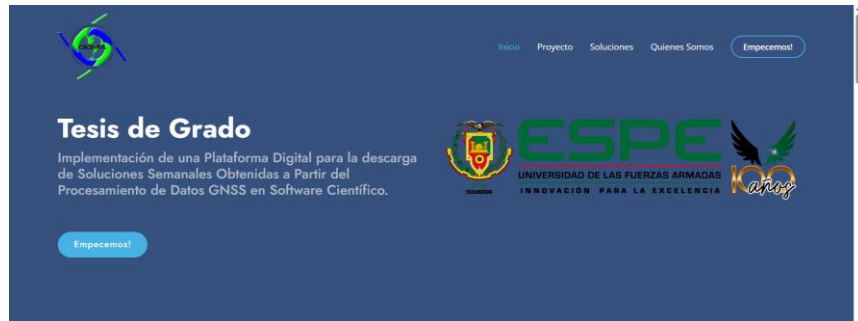 Inicio Proyecto Soluciones Quienes Somos Empecemos!
Tesis de Grado
Implementación de una Plataforma Digital para la descarga
de Soluciones Semanales Obtenidas a Partir del
Procesamiento de Datos GNSS en Software Científico.
Empecemos!
ESPE
UNIVERSIDAD DE LAS FUERZAS ARMADAS
INNOVACIÓN PARA LA EXCELENCIA
ECUADOR
100 años